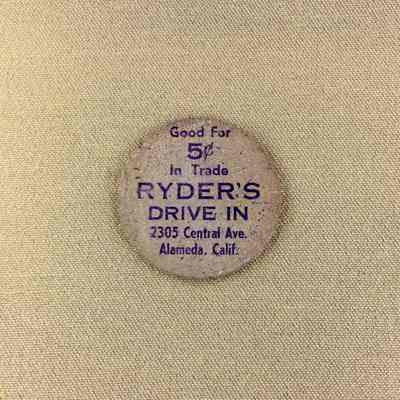 Good For
5¢
In Trade
RYDER'S
DRIVE IN
2305 Central Ave.
Alameda, Calif.